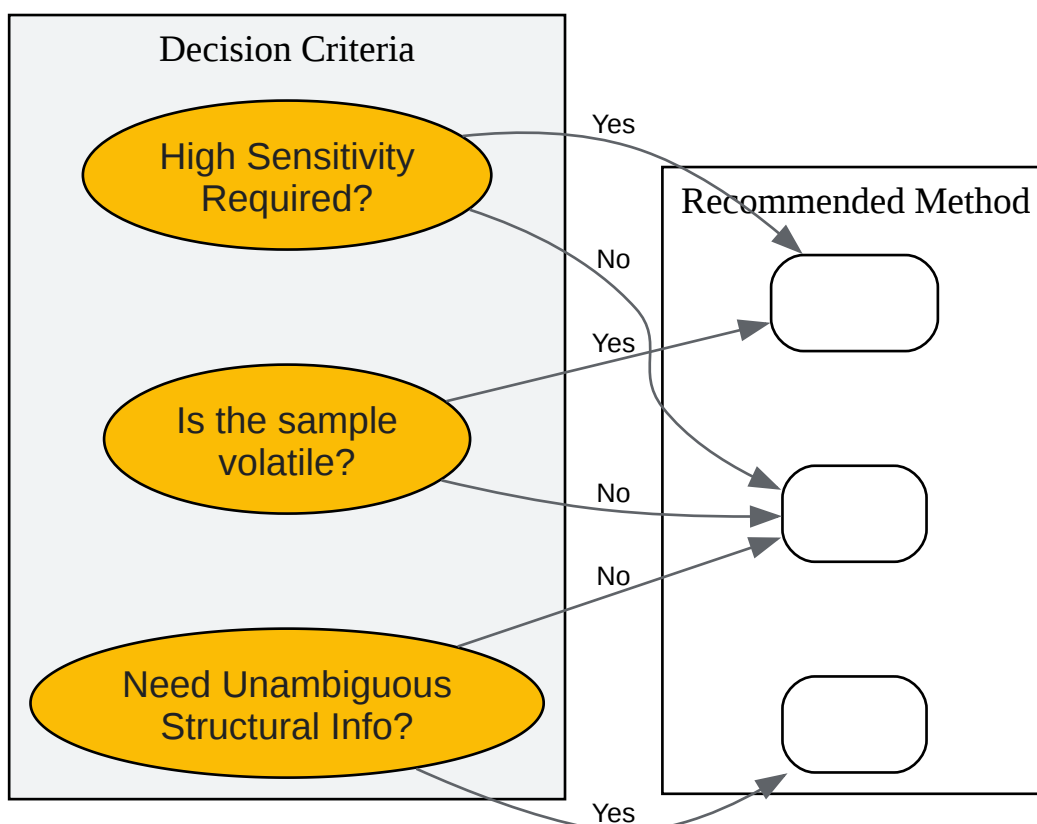 Decision Criteria
High Sensitivity
Required?
Yes
Recommended Method
No
Yes
Is the sample
volatile?
No
No
Need Unambiguous
Structural Info?
Yes